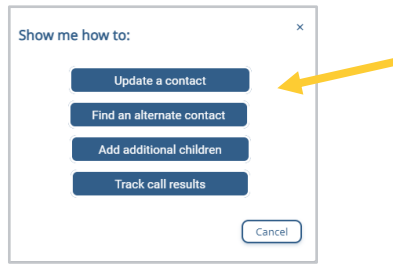 Show me how to:
×
Update a contact
Find an alternate contact
Add additional children
Track call results
Cancel